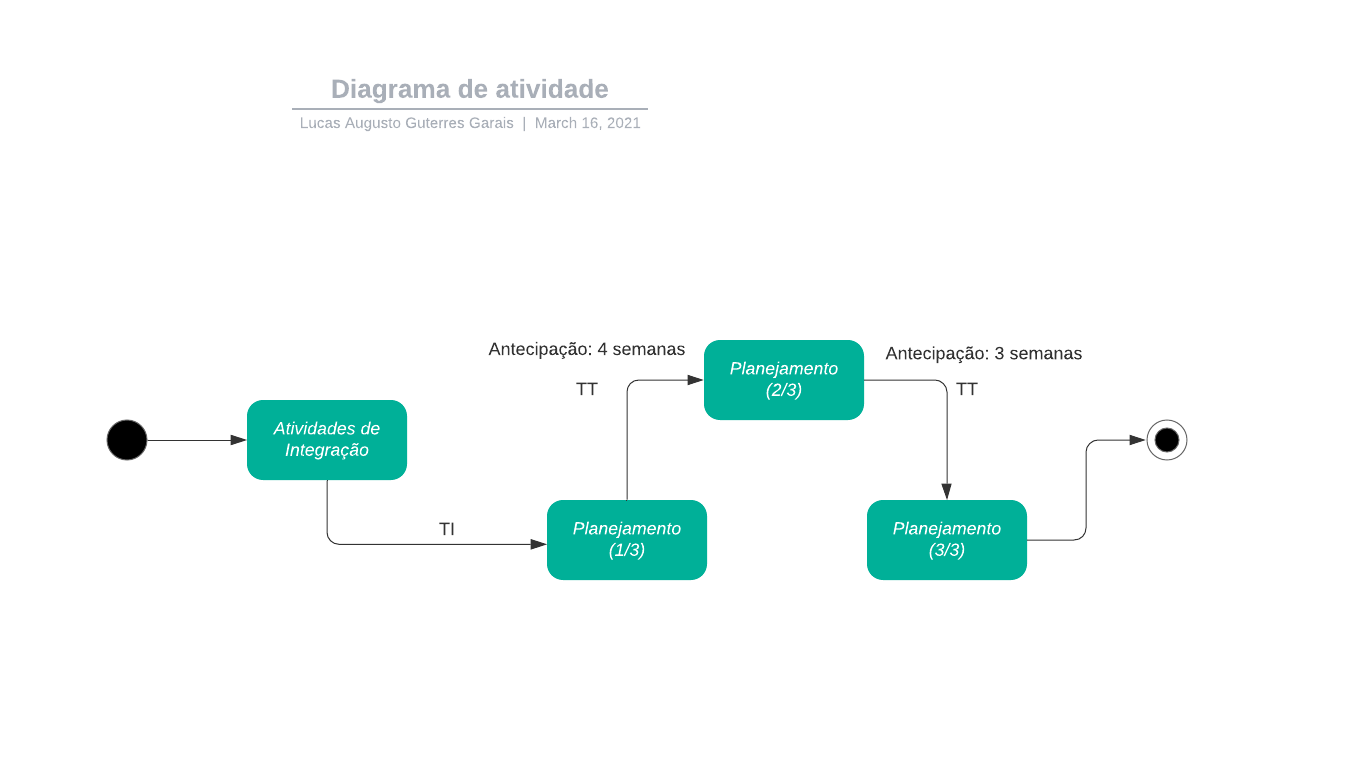 Diagrama de atividade
Lucas Augusto Guterres Garais | March 16, 2021
Antecipação: 4 semanas
TT
Planejamento
(2/3)
Antecipação: 3 semanas
TT
Atividades de
Integração
TI
Planejamento
(1/3)
Planejamento
(3/3)